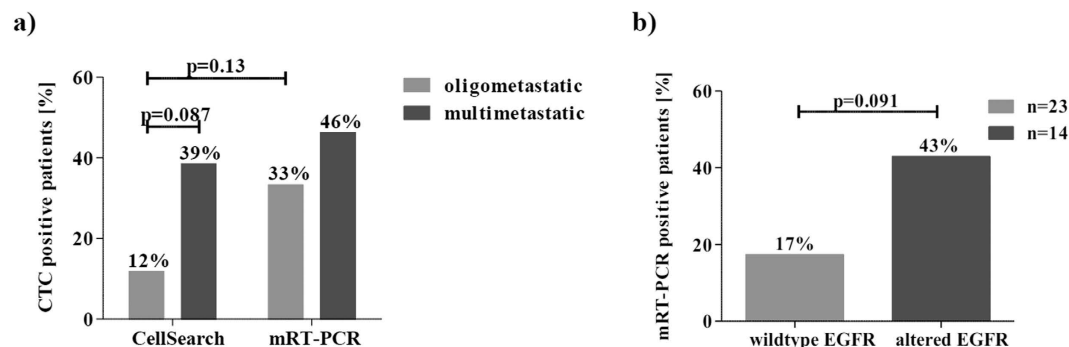 a)
p=0.13
p=0.087
CTC positive patients [%]
60
40
20
0
12%
39%
33%
46%
CellSearch
mRT-PCR
oligometastatic
multimetastatic
b)
p=0.091
mRT-PCR positive patients [%]
60
40
20
0
17%
43%
wildtype EGFR
altered EGFR
n=23
n=14